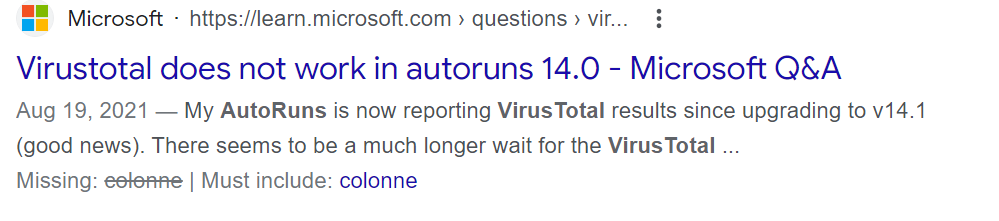 Microsoft · https://learn.microsoft.com › questions › vir...
Virustotal does not work in autoruns 14.0 - Microsoft Q&A
Aug 19, 2021 — My AutoRuns is now reporting VirusTotal results since upgrading to v14.1
(good news). There seems to be a much longer wait for the VirusTotal ...
Missing: colonne | Must include: colonne